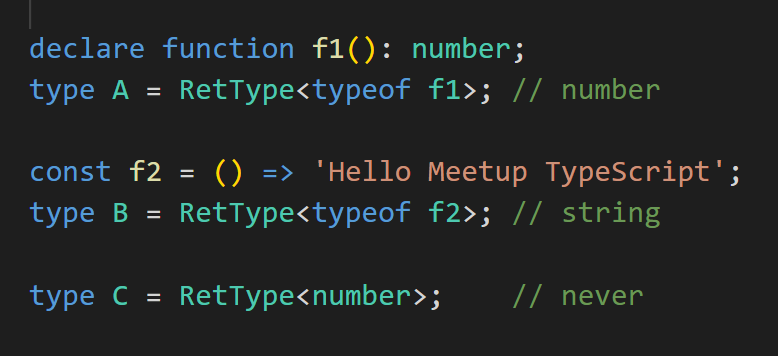 declare function f1(): number;
type A = RetType<typeof f1>; // number
const f2 = () => 'Hello Meetup TypeScript';
type B = RetType<typeof f2>; // string
type C = RetType<number>;    // never